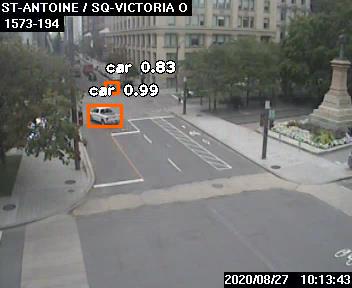 ST-ANTOINE / SQ-VICTORIA O
1573-194
car 0.83
car 0.99
2020/08/27 10:13:43